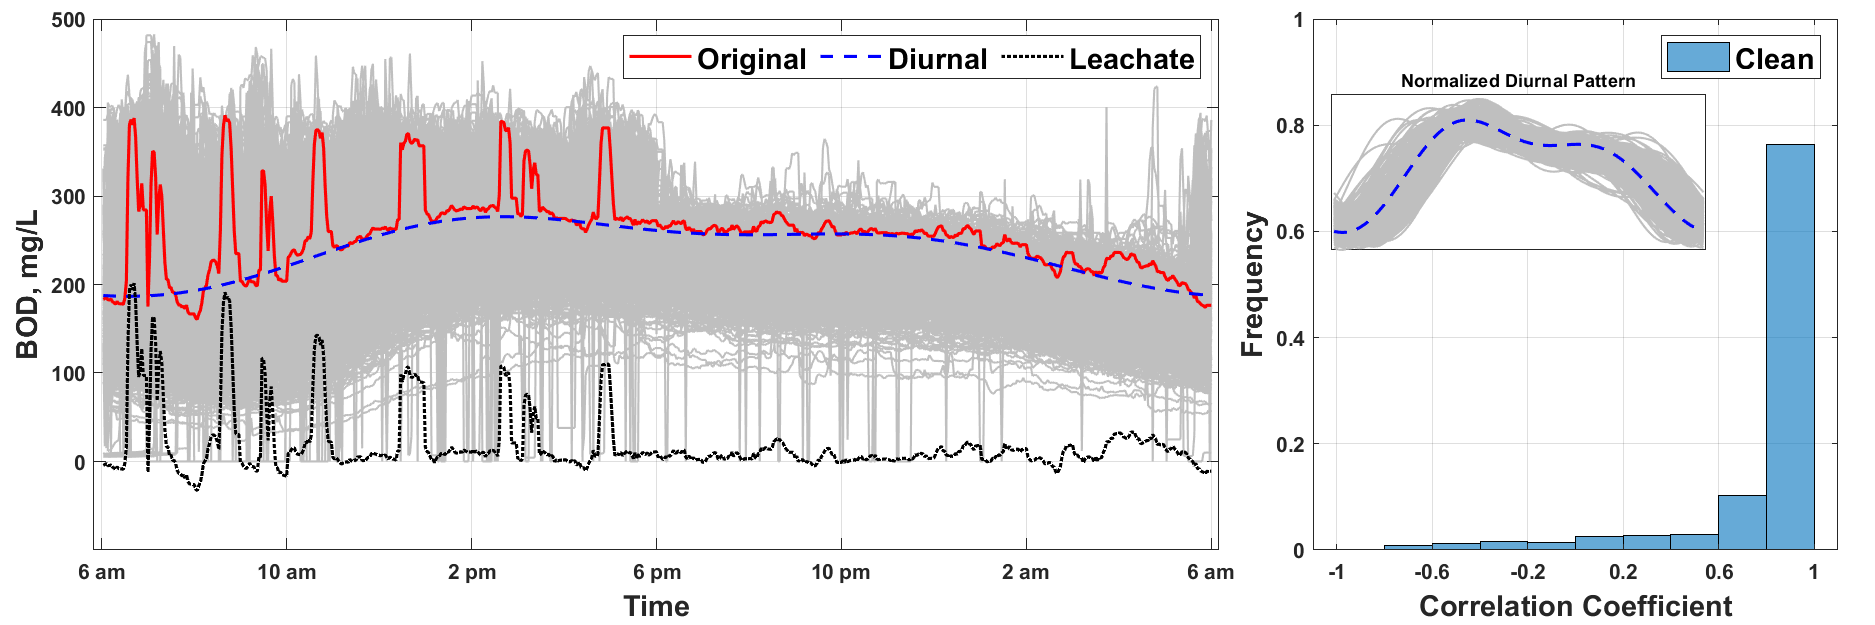 500
400
300
200
100
0
BOD, mg/L
Original Diurnal Leachate
6 am 10 am 2 pm 6 pm 10 pm 2 am 6 am
Time
1
0.8
0.6
0.4
0.2
0
Frequency
Clean
Normalized Diurnal Pattern
-1 -0.6 -0.2 0.2 0.6 1
Correlation Coefficient